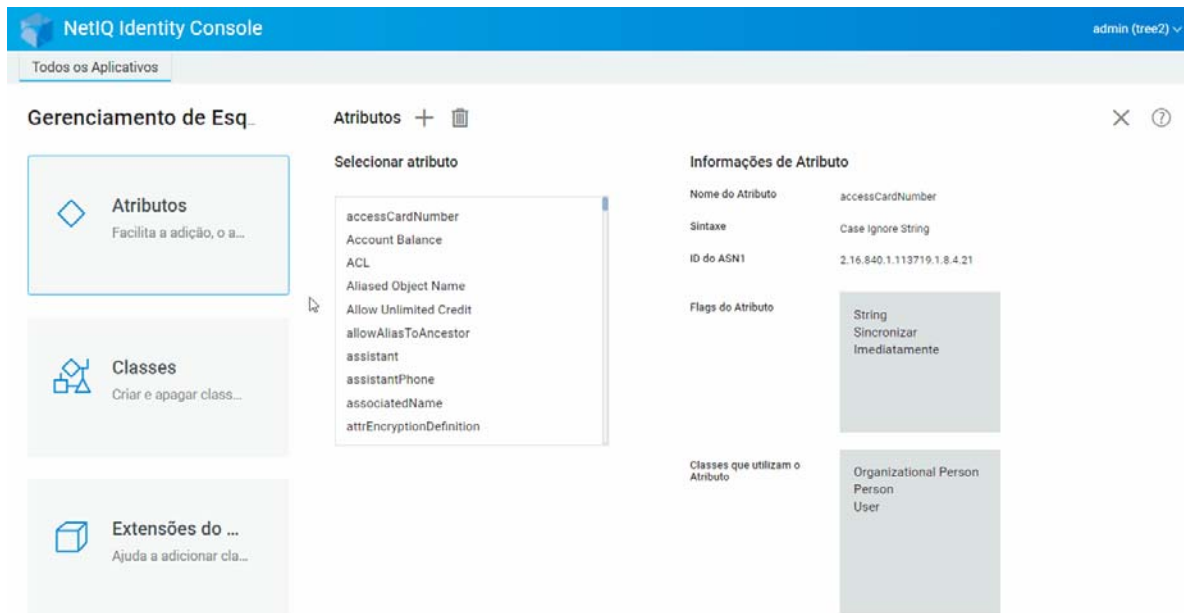 NetIQ Identity Console
admin (tree2)
Todos os Aplicativos
Gerenciamento de Esq...
Atributos
Facilita a adição, o a...
Classes
Criar e apagar class...
Extensões do ...
Ajuda a adicionar cla...
Atributos
Selecionar atributo
accessCardNumber
Account Balance
ACL
Aliased Object Name
Allow Unlimited Credit
allowAliasToAncestor
assistant
assistantPhone
associatedName
attrEncryptionDefinition
Informações de Atributo
Nome do Atributo accessCardNumber
Sintaxe Case Ignore String
ID do ASN1 2.16.840.1.113719.1.8.4.21
Flags do Atributo
String
Sincronizar
Imediatamente
Classes que utilizam o
Atributo
Organizational Person
Person
User